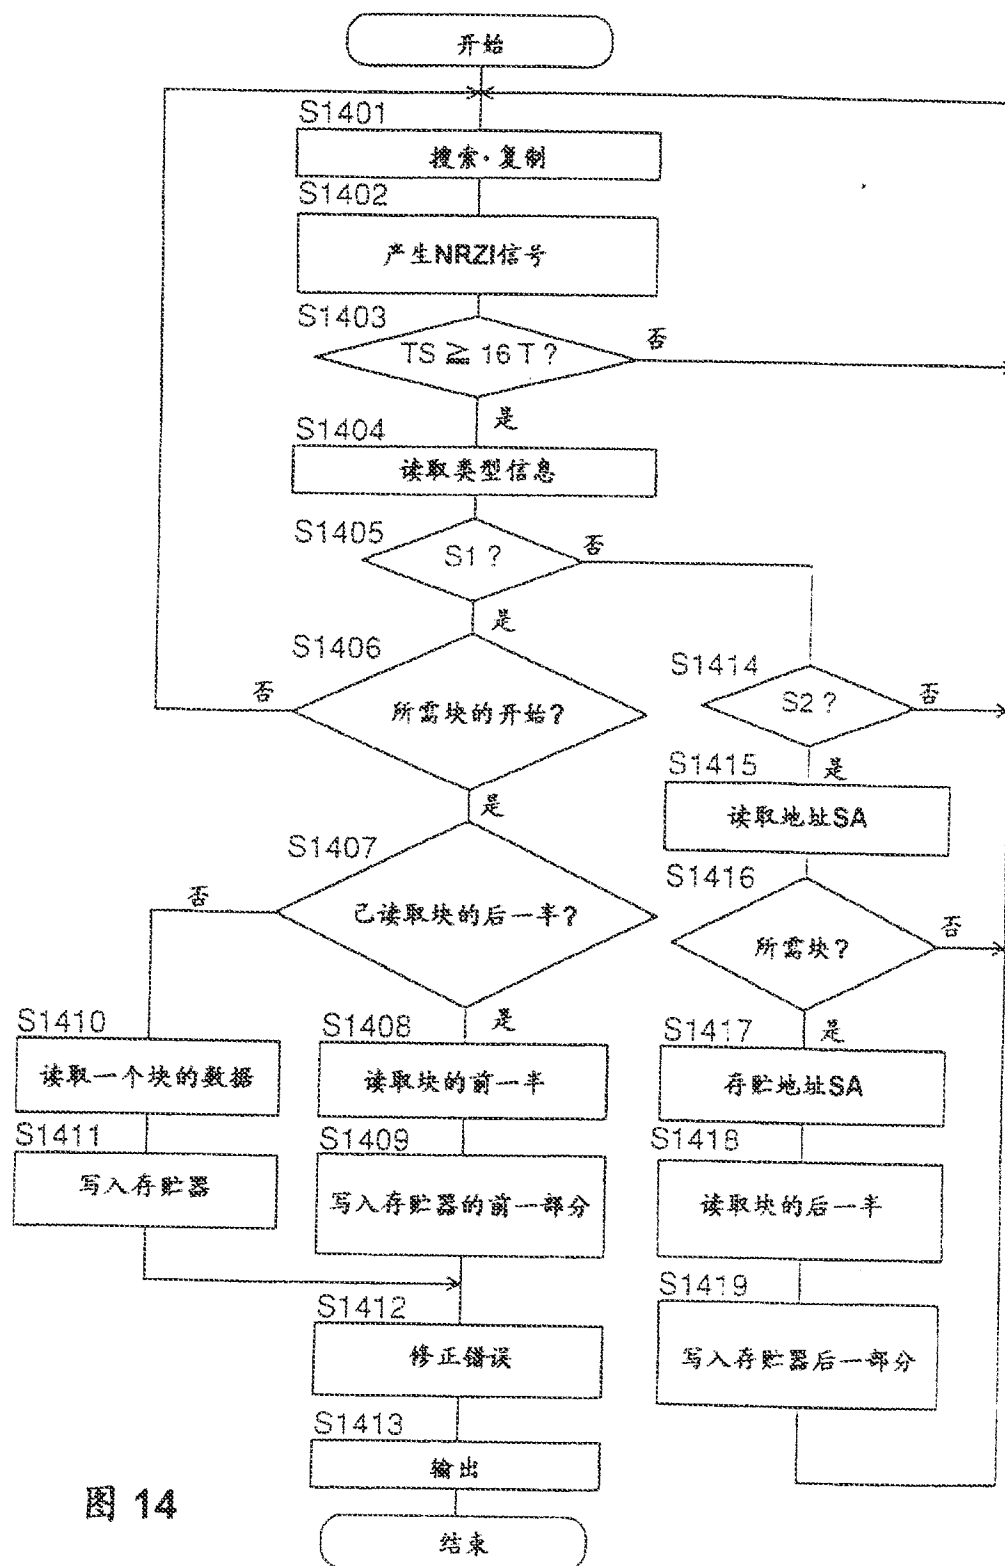 开始
S1401
搜索·复制
S1402
产生NRZI信号
S1403
TS ≧ 16 T ?
否
是
S1404
读取类型信息
S1405
S1 ?
否
是
S1406
所需块的开始?
否
是
S1414
S2 ?
否
是
S1415
读取地址SA
S1407
已读取块的后一半?
否
是
S1416
所需块?
否
是
S1410
读取一个块的数据
S1408
读取块的前一半
S1417
存贮地址SA
S1411
写入存贮器
S1409
写入存贮器的前一部分
S1418
读取块的后一半
S1412
修正错误
S1419
写入存贮器后一部分
S1413
输出
结束
图 14